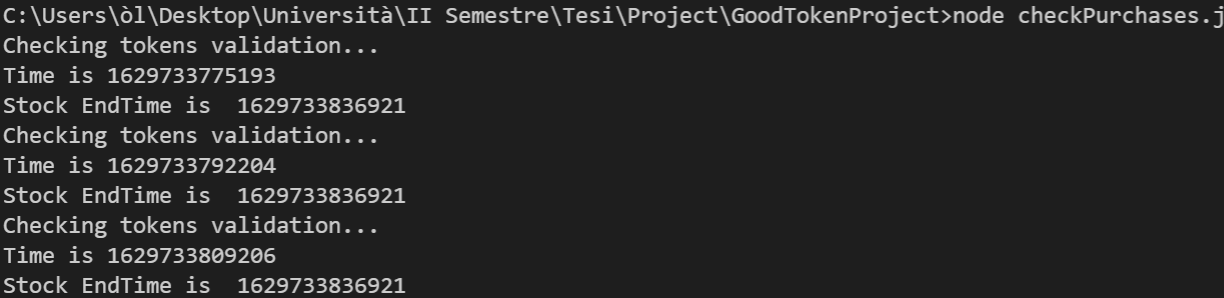 C:\Users\òl\Desktop\Università\II Semestre\Tesi\Project\GoodTokenProject>node checkPurchases.j
Checking tokens validation...
Time is 1629733775193
Stock EndTime is  1629733836921
Checking tokens validation...
Time is 1629733792204
Stock EndTime is  1629733836921
Checking tokens validation...
Time is 1629733809206
Stock EndTime is  1629733836921